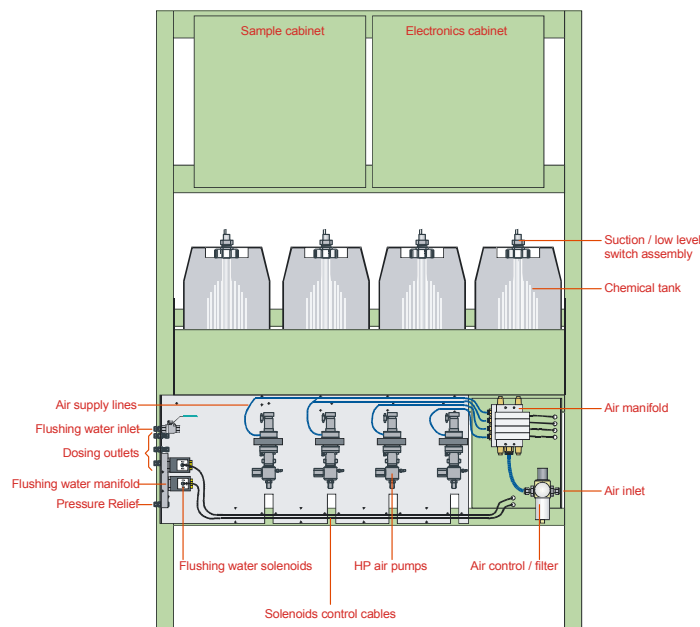 Sample cabinet
Electronics cabinet
Suction / low level
switch assembly
Chemical tank
Air supply lines
Air manifold
Flushing water inlet
Dosing outlets
Flushing water manifold
Air inlet
Pressure Relief
Flushing water solenoids
HP air pumps
Air control / filter
Solenoids control cables